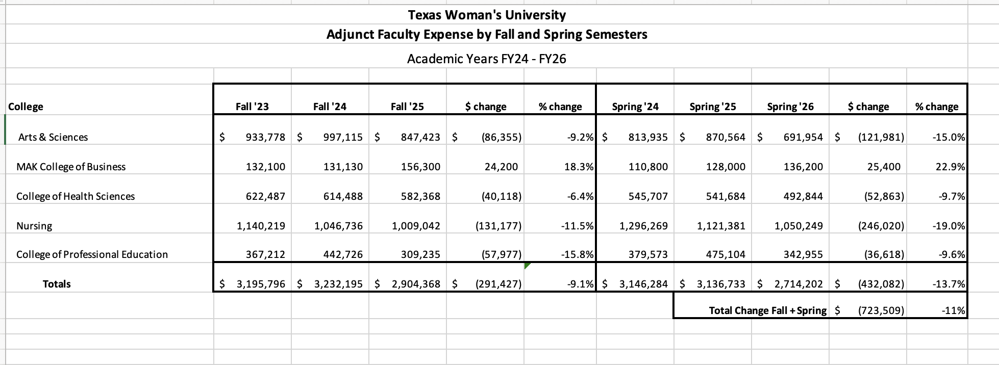 Texas Woman's University
Adjunct Faculty Expense by Fall and Spring Semesters
Academic Years FY24 - FY26
College Fall '23 Fall '24 Fall '25 $ change % change Spring '24 Spring '25 Spring '26 $ change % change
Arts & Sciences $ 933,778 $ 997,115 $ 847,423 $ (86,355) -9.2% $ 813,935 $ 870,564 $ 691,954 $ (121,981) -15.0%
MAK College of Business 132,100 131,130 156,300 24,200 18.3% 110,800 128,000 136,200 25,400 22.9%
College of Health Sciences 622,487 614,488 582,368 (40,118) -6.4% 545,707 541,684 492,844 (52,863) -9.7%
Nursing 1,140,219 1,046,736 1,009,042 (131,177) -11.5% 1,296,269 1,121,381 1,050,249 (246,020) -19.0%
College of Professional Education 367,212 442,726 309,235 (57,977) -15.8% 379,573 475,104 342,955 (36,618) -9.6%
Totals $ 3,195,796 $ 3,232,195 $ 2,904,368 $ (291,427) -9.1% $ 3,146,284 $ 3,136,733 $ 2,714,202 $ (432,082) -13.7%
Total Change Fall + Spring $ (723,509) -11%